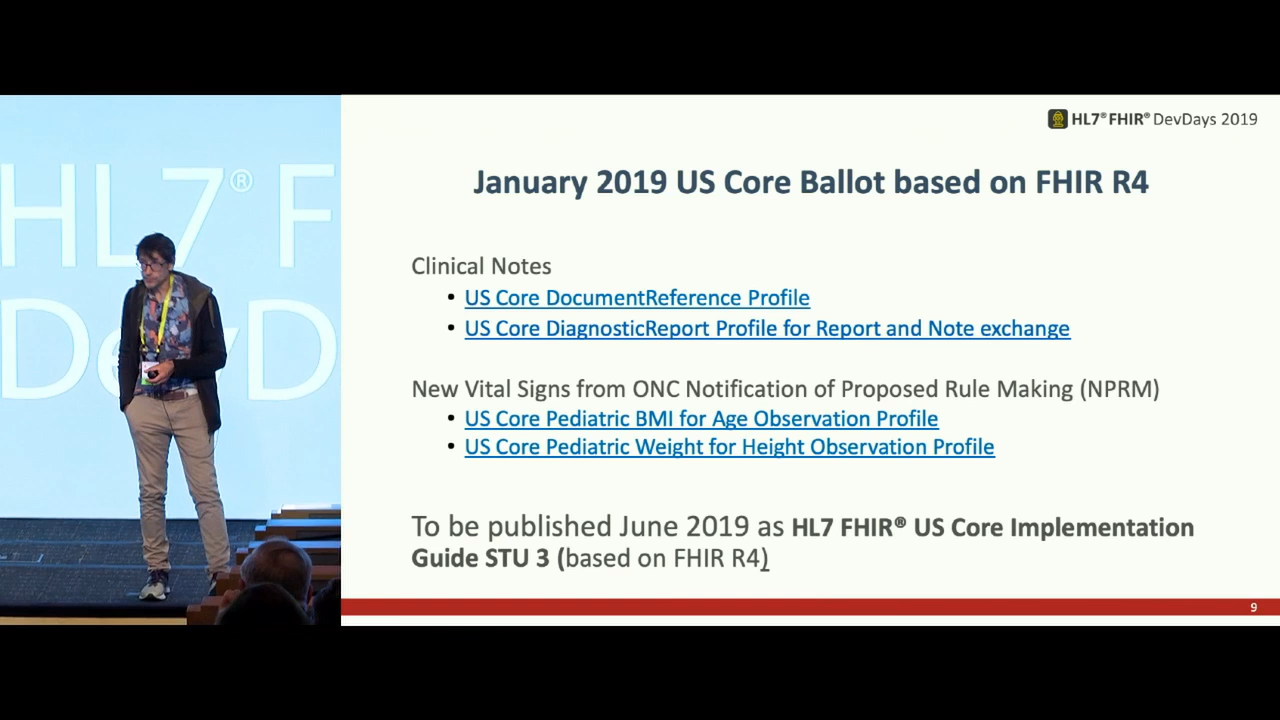 HL7® F
DevD
HL7® FHIR® DevDays 2019
January 2019 US Core Ballot based on FHIR R4
Clinical Notes
• US Core DocumentReference Profile
• US Core DiagnosticReport Profile for Report and Note exchange
New Vital Signs from ONC Notification of Proposed Rule Making (NPRM)
• US Core Pediatric BMI for Age Observation Profile
• US Core Pediatric Weight for Height Observation Profile
To be published June 2019 as HL7 FHIR® US Core Implementation
Guide STU 3 (based on FHIR R4)
9